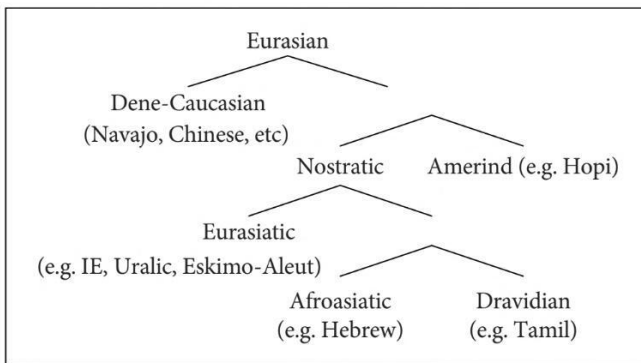 Eurasian
Dene-Caucasian
(Navajo, Chinese, etc)
Nostratic
Amerind (e.g. Hopi)
Eurasiatic
(e.g. IE, Uralic, Eskimo-Aleut)
Afroasiatic
(e.g. Hebrew)
Dravidian
(e.g. Tamil)